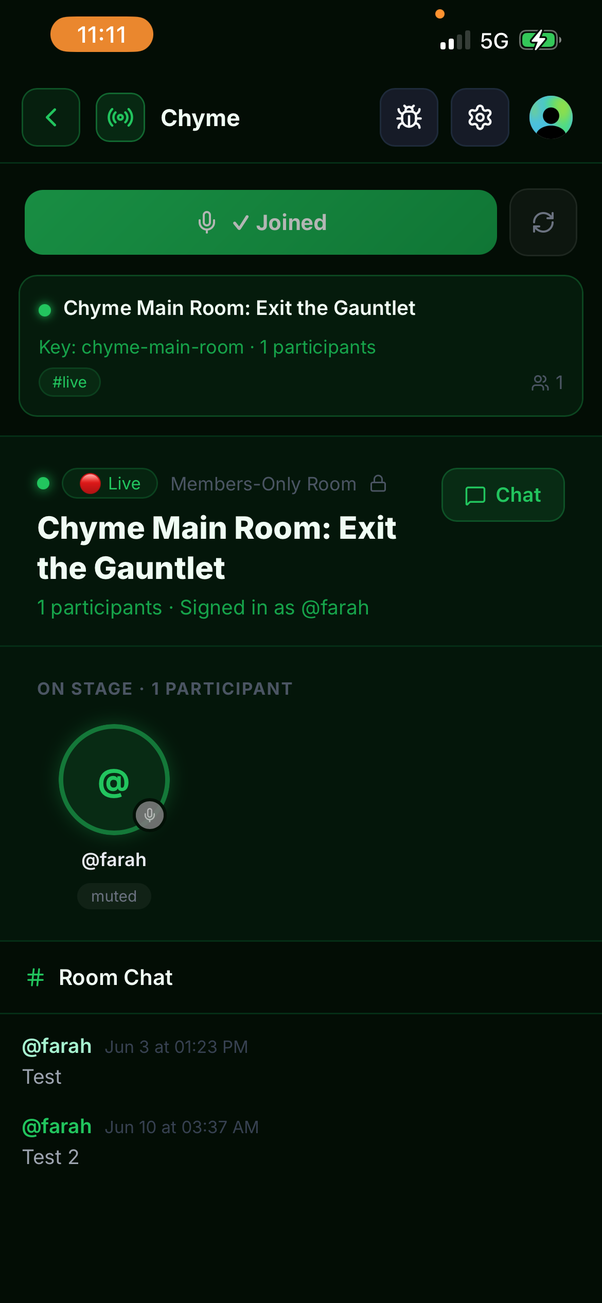 11:11
5G
Chyme
✓ Joined
Chyme Main Room: Exit the Gauntlet
Key: chyme-main-room · 1 participants
#live
1
🔴 Live
Members-Only Room
Chat
Chyme Main Room: Exit
the Gauntlet
1 participants · Signed in as @farah
ON STAGE · 1 PARTICIPANT
@
@farah
muted
# Room Chat
@farah Jun 3 at 01:23 PM
Test
@farah Jun 10 at 03:37 AM
Test 2